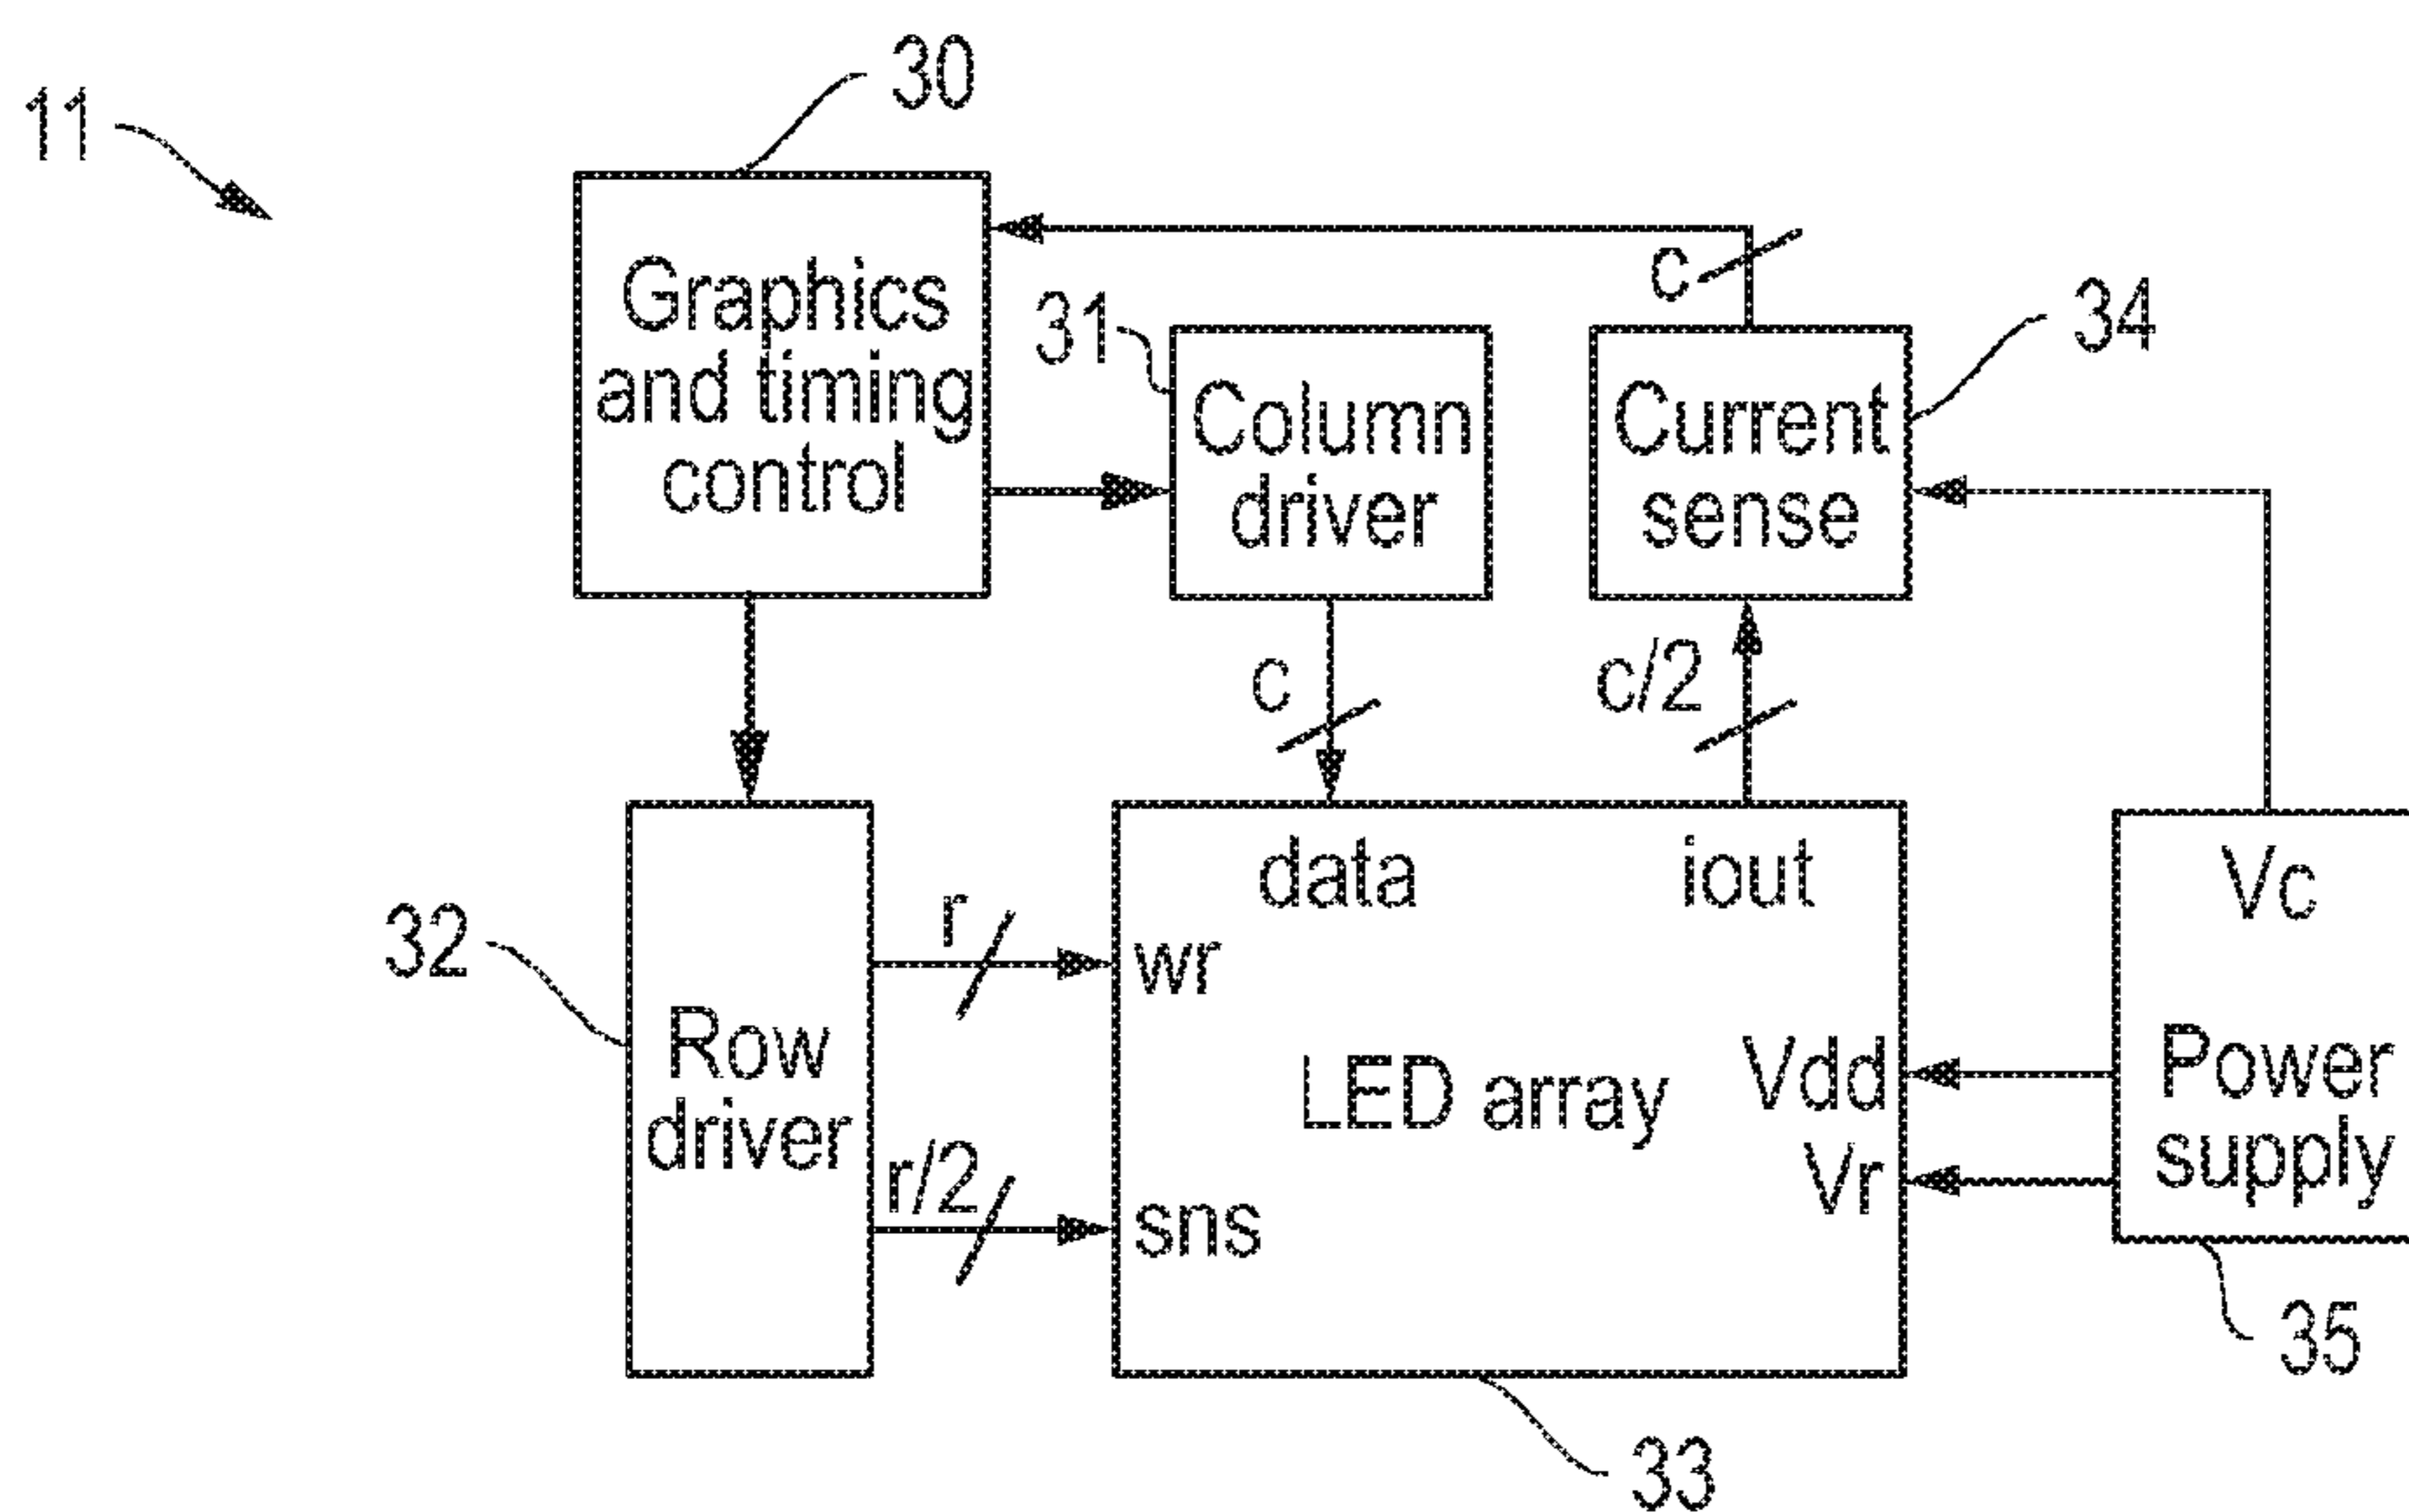 11
30
Graphics
and timing
control
31
Column
driver
c
Current
sense
34
c
c/2
32
Row
driver
r
r/2
data
iout
wr
LED array
sns
Vdd
Vr
Vc
Power
supply
35
33